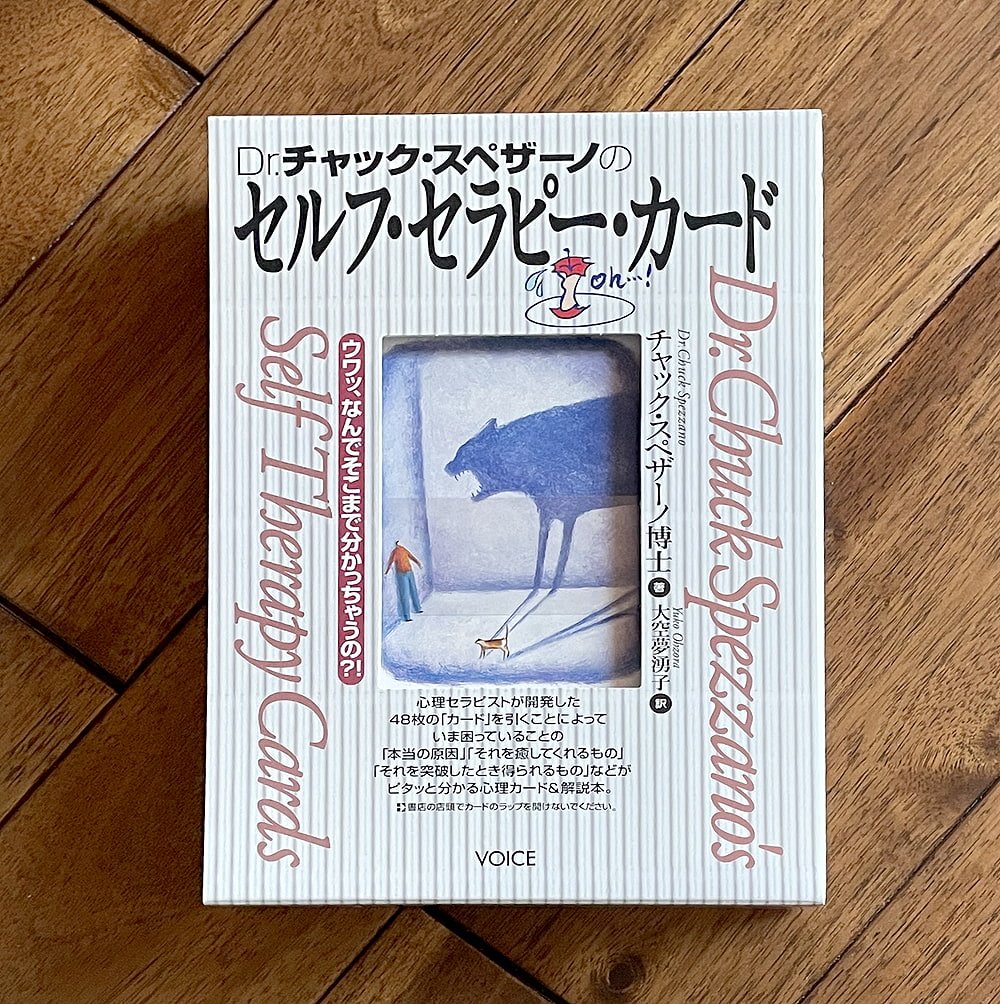 Dr.チャック・スペザーノの
セルフ・セラピー・カード
oh...!
Dr. Chuck Spezzano's
Self Therapy Cards
Dr. Chuck Spezzano
チャック・スペザーノ博士 著
Yuko Ohzora
大空夢湧子 訳
ウワッ、なんでそこまで分かっちゃうの?!
心理セラピストが開発した
48枚の「カード」を引くことによって
いま困っていることの
「本当の原因」「それを癒してくれるもの」
「それを突破したとき得られるもの」などが
ピタッと分かる心理カード&解説本。
書店の店頭でカードのラップを開けないでください。
VOICE